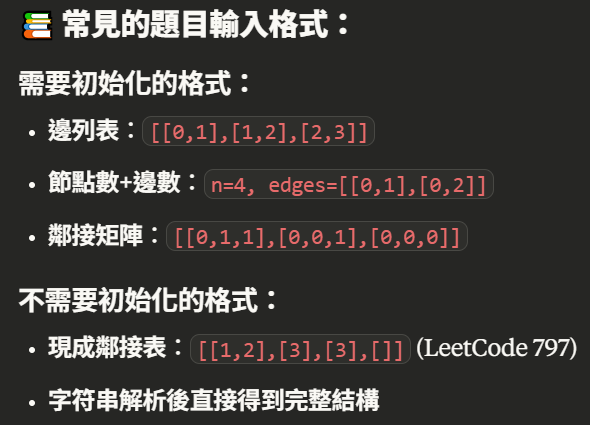 📚 常見的題目輸入格式：
需要初始化的格式：
• 邊列表：[[0,1],[1,2],[2,3]]
• 節點數+邊數：n=4, edges=[[0,1],[0,2]]
• 鄰接矩陣：[[0,1,1],[0,0,1],[0,0,0]]
不需要初始化的格式：
• 現成鄰接表：[[1,2],[3],[3],[]] (LeetCode 797)
• 字符串解析後直接得到完整結構